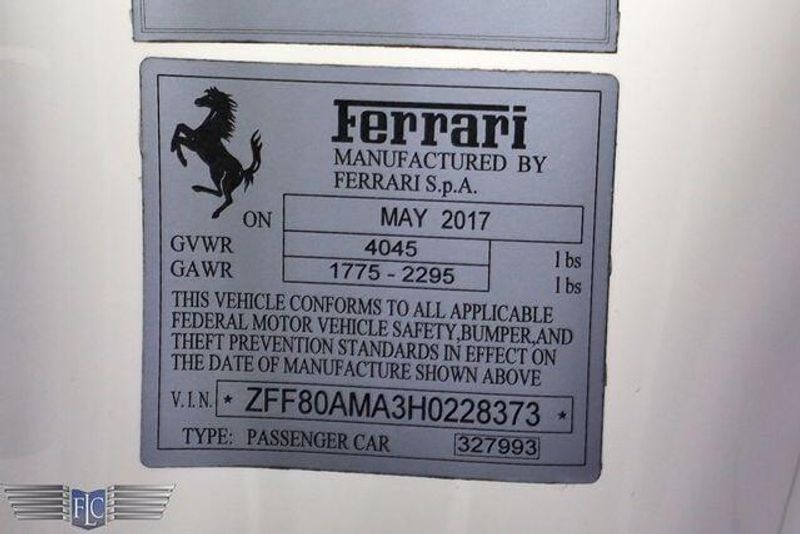 Ferrari
MANUFACTURED BY
FERRARI S.p.A.
ON MAY 2017
GVWR 4045 lbs
GAWR 1775 - 2295 lbs
THIS VEHICLE CONFORMS TO ALL APPLICABLE
FEDERAL MOTOR VEHICLE SAFETY,BUMPER,AND
THEFT PREVENTION STANDARDS IN EFFECT ON
THE DATE OF MANUFACTURE SHOWN ABOVE
V.I.N. * ZFF80AMA3H0228373 *
TYPE: PASSENGER CAR 327993
FLC